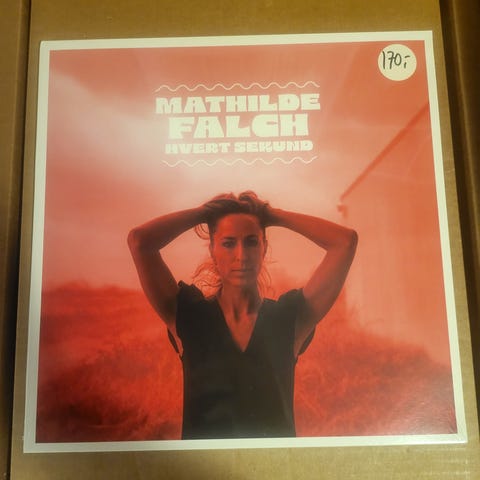 170,-
MATHILDE
FALCH
HVERT SEKUND